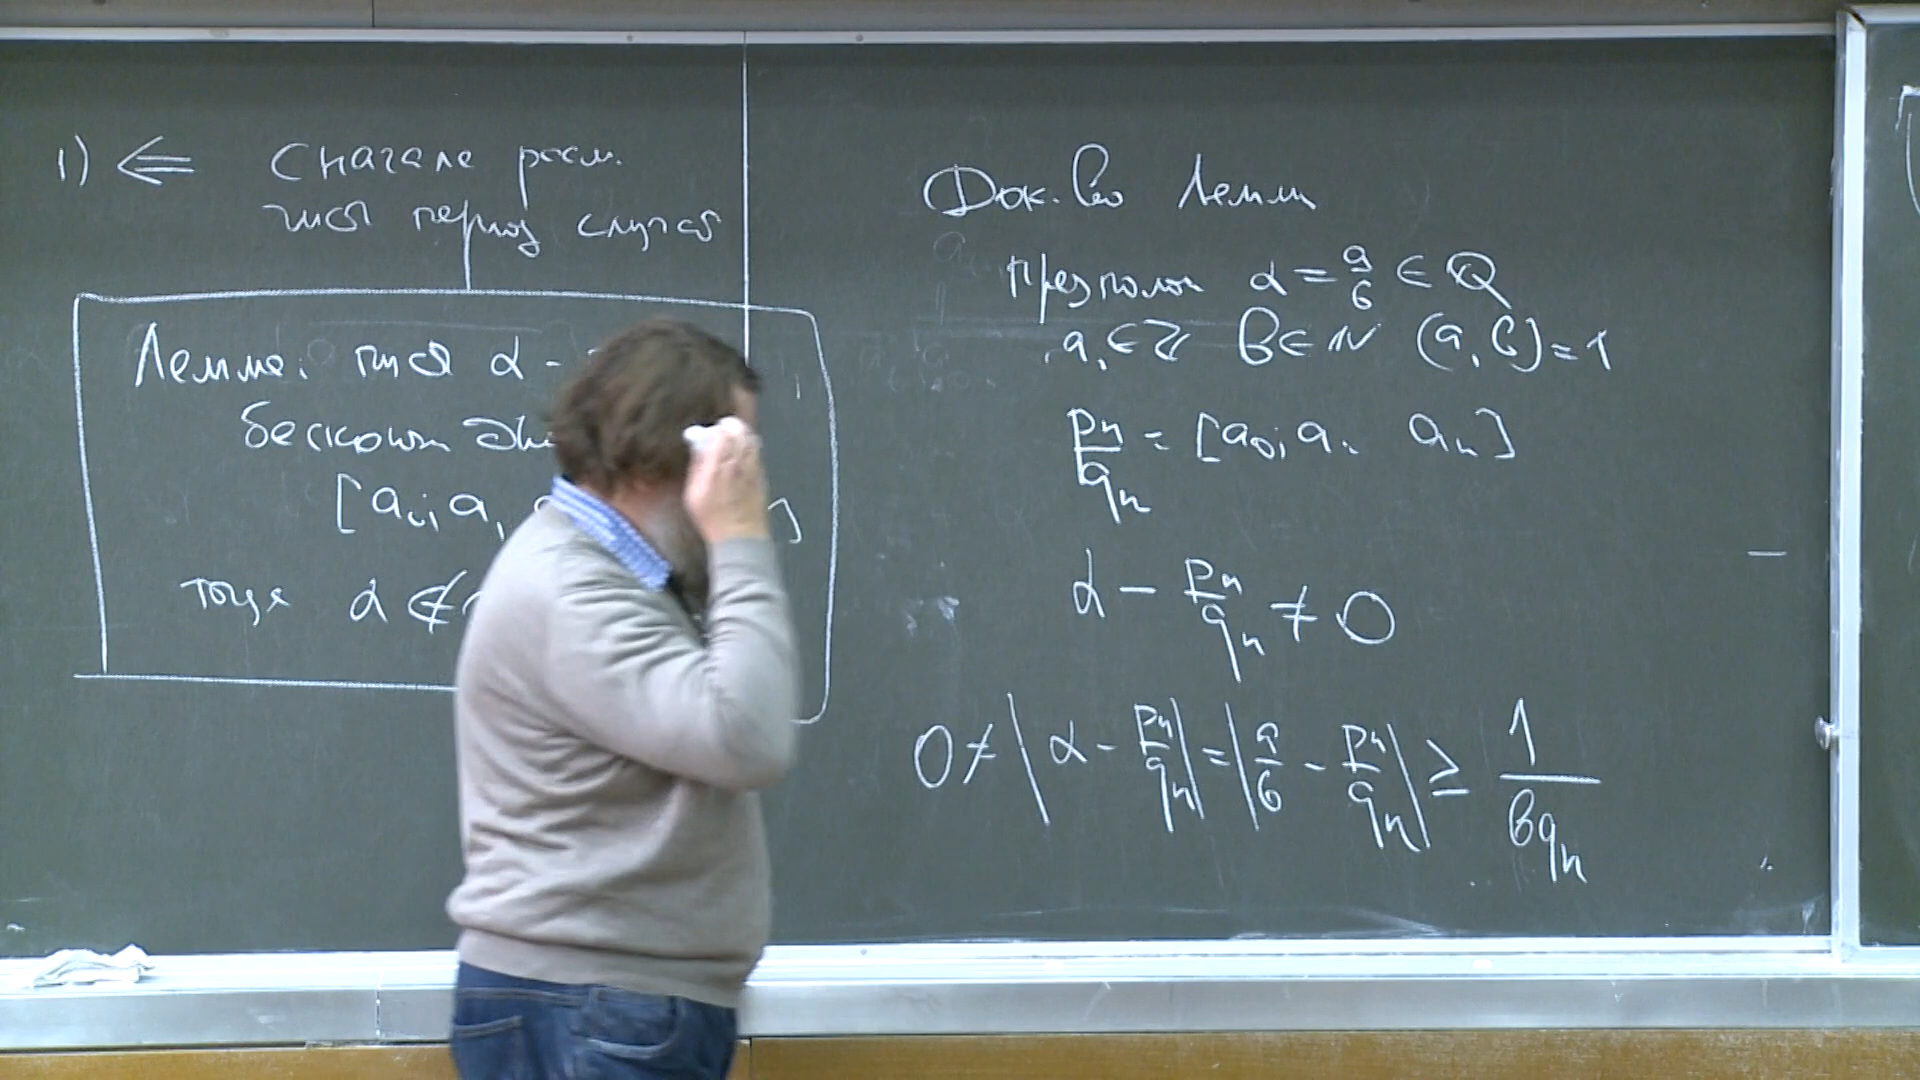 1) ⇐ Сначала рассм.
числ период случая
Лемма. пусть α -
бесконечн
[a₀; a₁ ]
тогда α ∉
Док-во Леммы
Предполож α = a/b ∈ ℚ
a ∈ ℤ b ∈ ℕ (a, b) = 1
pₙ/qₙ = [a₀; a₁ aₙ]
α - pₙ/qₙ ≠ 0
0 ≠ |α - pₙ/qₙ| = |a/b - pₙ/qₙ| ≥ 1/(bqₙ)